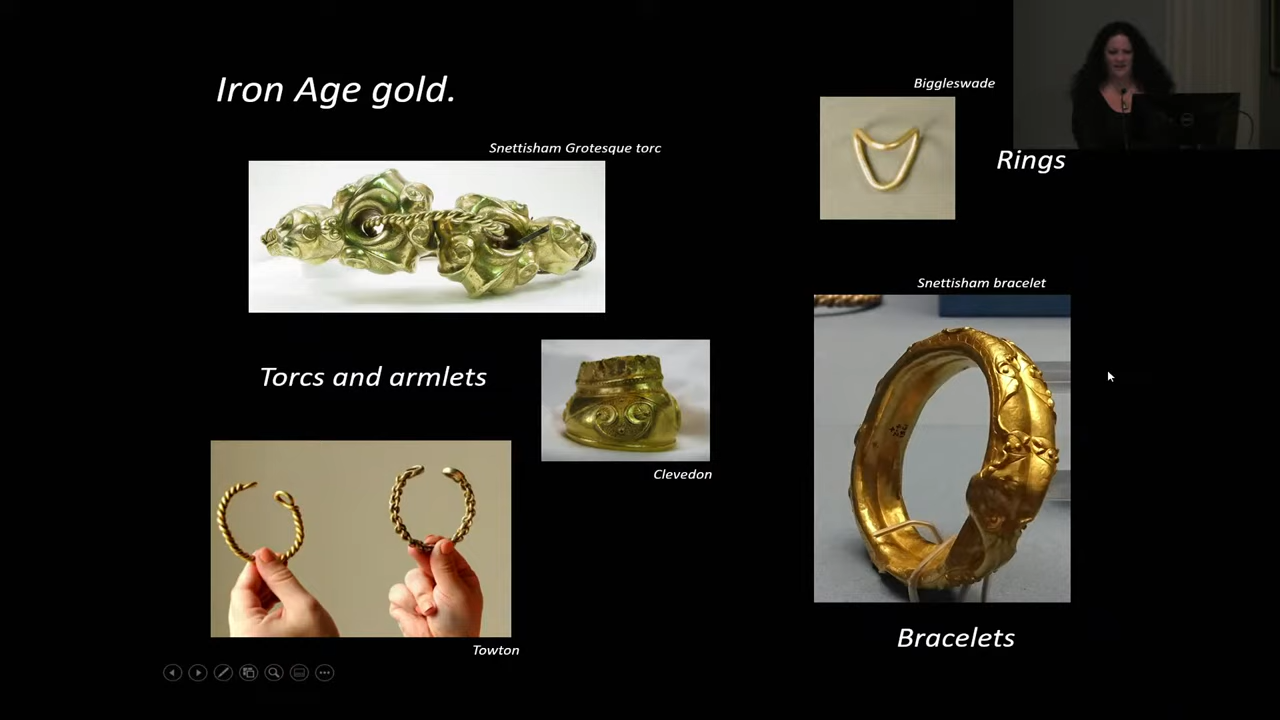 Iron Age gold.
Snettisham Grotesque torc
Biggleswade
Rings
Snettisham bracelet
Torcs and armlets
Clevedon
Towton
Bracelets